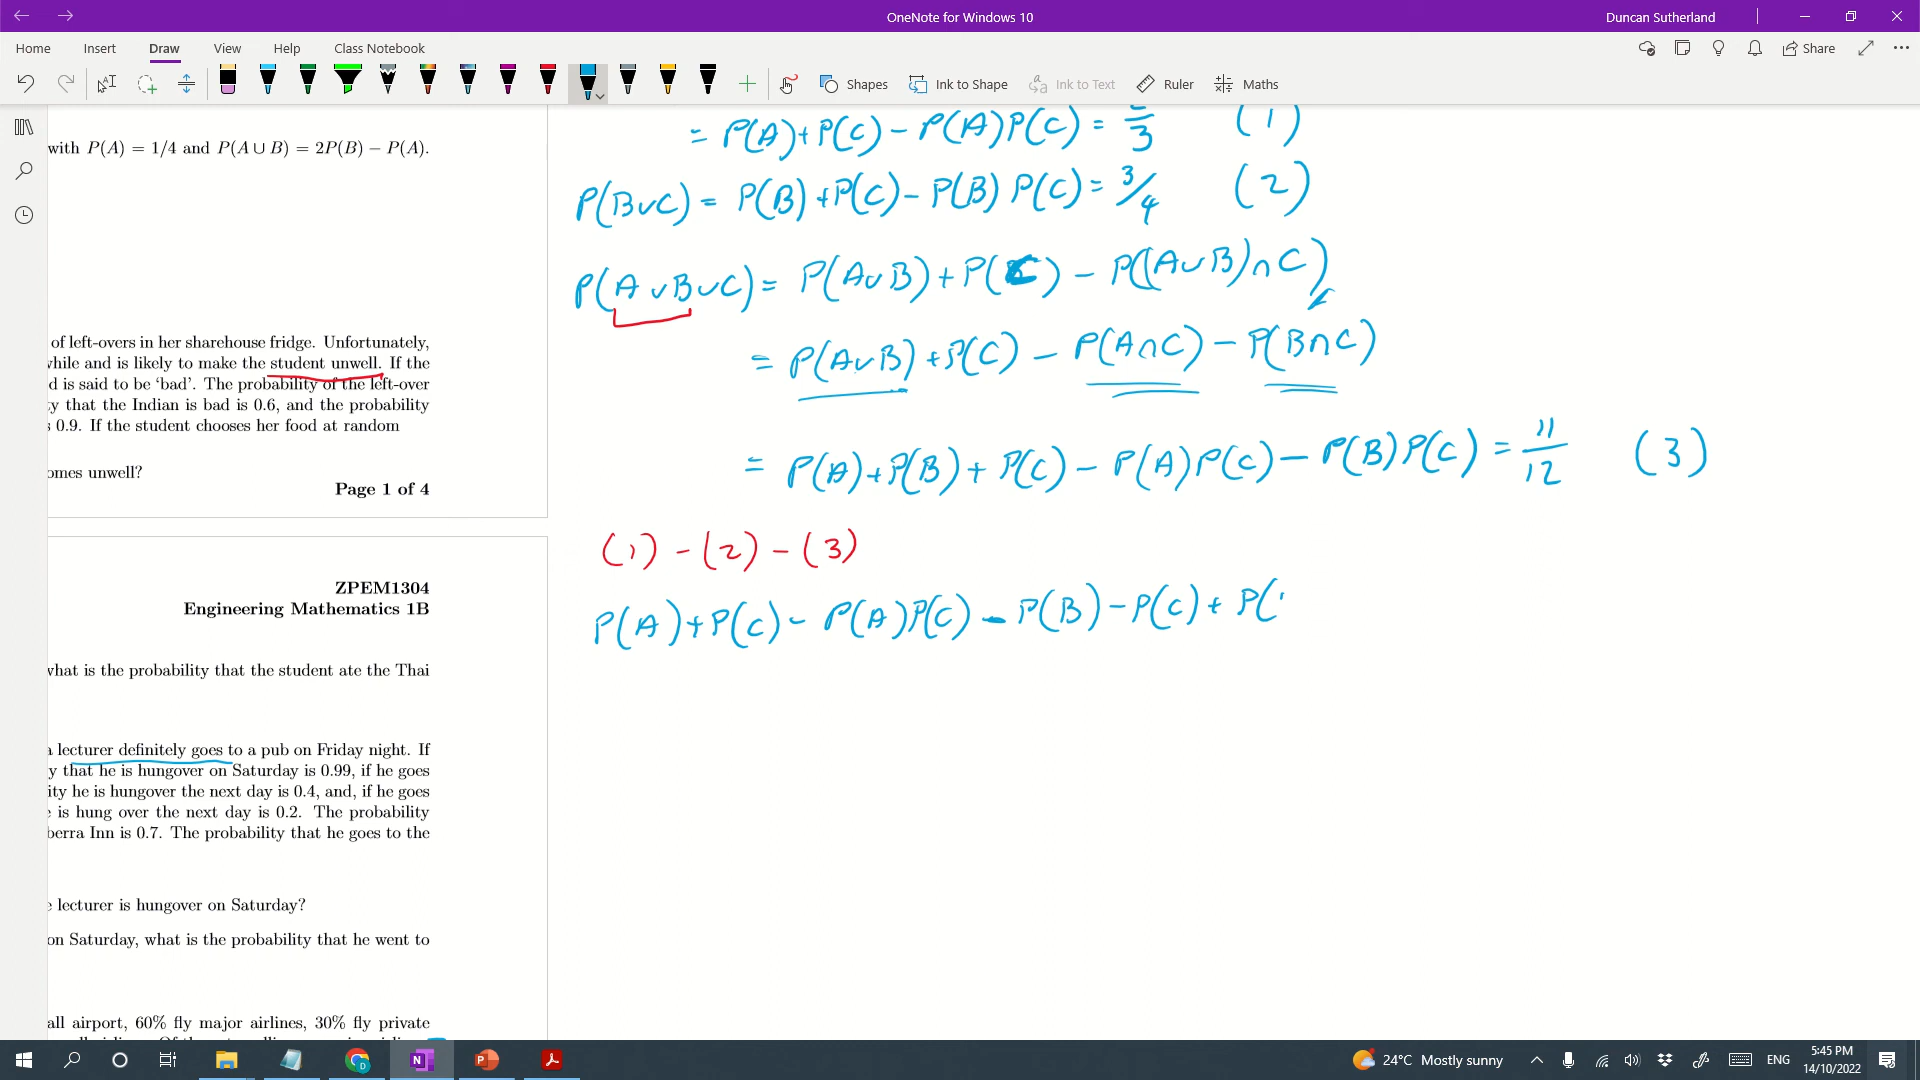 OneNote for Windows 10
Duncan Sutherland
Home Insert Draw View Help Class Notebook
Share
Shapes Ink to Shape Ink to Text Ruler Maths
with P(A) = 1/4 and P(A ∪ B) = 2P(B) − P(A).
of left-overs in her sharehouse fridge. Unfortunately,
while and is likely to make the student unwell. If the
d is said to be ‘bad’. The probability of the left-over
y that the Indian is bad is 0.6, and the probability
s 0.9. If the student chooses her food at random
omes unwell?
Page 1 of 4
ZPEM1304
Engineering Mathematics 1B
what is the probability that the student ate the Thai
a lecturer definitely goes to a pub on Friday night. If
y that he is hungover on Saturday is 0.99, if he goes
ity he is hungover the next day is 0.4, and, if he goes
e is hung over the next day is 0.2. The probability
berra Inn is 0.7. The probability that he goes to the
e lecturer is hungover on Saturday?
on Saturday, what is the probability that he went to
all airport, 60% fly major airlines, 30% fly private
= P(A)+P(C) − P(A)P(C) = 2/3 (1)
P(B∪C) = P(B)+P(C) − P(B) P(C) = 3/4 (2)
P(A∪B∪C) = P(A∪B) + P(C) − P((A∪B)∩C)
= P(A∪B) + P(C) − P(A∩C) − P(B∩C)
= P(A)+P(B)+P(C) − P(A)P(C) − P(B)P(C) = 11/12 (3)
(1) − (2) − (3)
P(A)+P(C) − P(A)P(C) − P(B) − P(C) + P(
24°C Mostly sunny
ENG
5:45 PM
14/10/2022